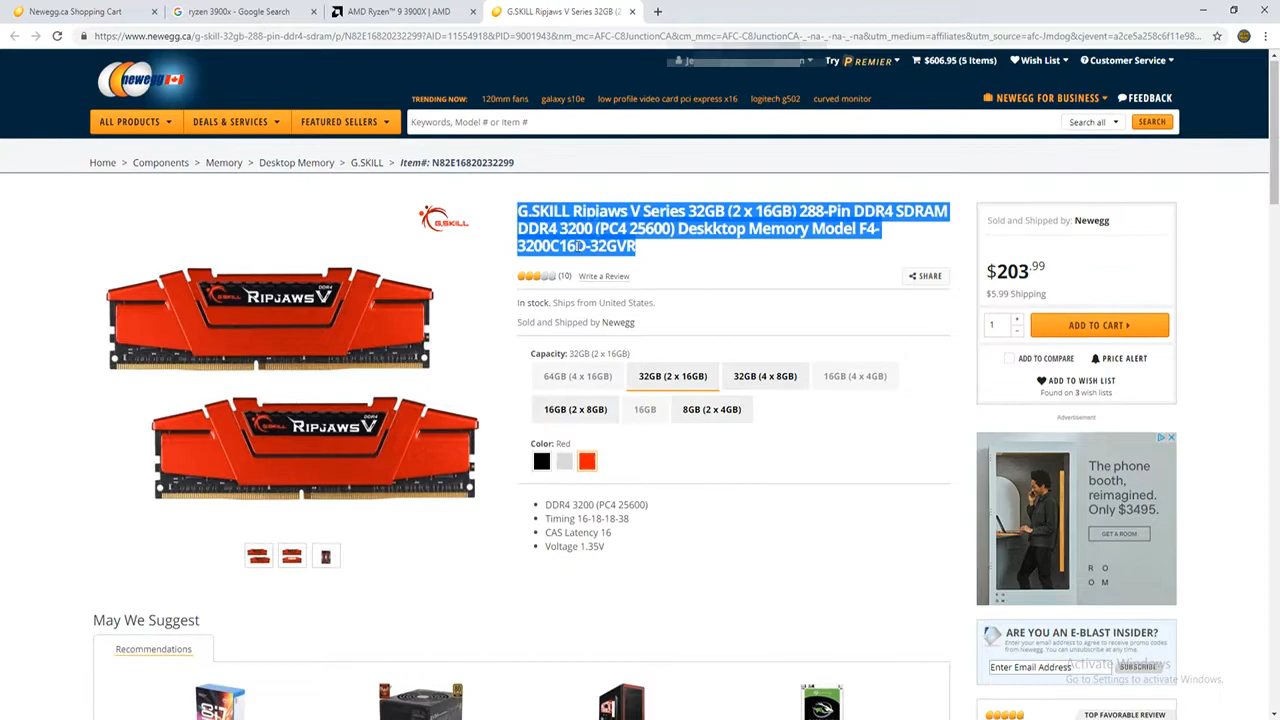 Newegg.ca Shopping Cart
ryzen 3900x - Google Search
AMD Ryzen™ 9 3900X | AMD
G.SKILL Ripjaws V Series 32GB (2
https://www.newegg.ca/g-skill-32gb-288-pin-ddr4-sdram/p/N82E16820232299?AID=11554918&PID=9001943&nm_mc=AFC-C8JunctionCA&cm_mmc=AFC-C8JunctionCA-_-na-_-na-_-na&utm_medium=affiliates&utm_source=afc-Jmdog&cjevent=a2ce5a258c6f11e98...
newegg
Try PREMIER
$606.95 (5 Items)
Wish List
Customer Service
TRENDING NOW: 120mm fans galaxy s10e low profile video card pci express x16 logitech g502 curved monitor
NEWEGG FOR BUSINESS
FEEDBACK
ALL PRODUCTS
DEALS & SERVICES
FEATURED SELLERS
Keywords, Model # or Item #
Search all
SEARCH
Home > Components > Memory > Desktop Memory > G.SKILL > Item#: N82E16820232299
G.SKILL
G.SKILL Ripjaws V Series 32GB (2 x 16GB) 288-Pin DDR4 SDRAM
DDR4 3200 (PC4 25600) Deskktop Memory Model F4-
3200C16D-32GVR
(10) Write a Review
SHARE
In stock. Ships from United States.
Sold and Shipped by Newegg
Capacity: 32GB (2 x 16GB)
64GB (4 x 16GB)
32GB (2 x 16GB)
32GB (4 x 8GB)
16GB (4 x 4GB)
16GB (2 x 8GB)
16GB
8GB (2 x 4GB)
Color: Red
DDR4 3200 (PC4 25600)
Timing 16-18-18-38
CAS Latency 16
Voltage 1.35V
RIPJAWS V
DDR4
RIPJAWS V
DDR4
Sold and Shipped by: Newegg
$203.99
$5.99 Shipping
1
ADD TO CART
ADD TO COMPARE
PRICE ALERT
ADD TO WISH LIST
Found on 3 wish lists
Advertisement
The phone
booth,
reimagined.
Only $3495.
GET A ROOM
R O
O M
ARE YOU AN E-BLAST INSIDER?
Enter your email address and agree to receive promo codes
from Newegg. You can unsubscribe at any time.
Enter Email Address
SUBSCRIBE
Activate Windows
Go to Settings to activate Windows.
May We Suggest
Recommendations
TOP FAVORABLE REVIEW